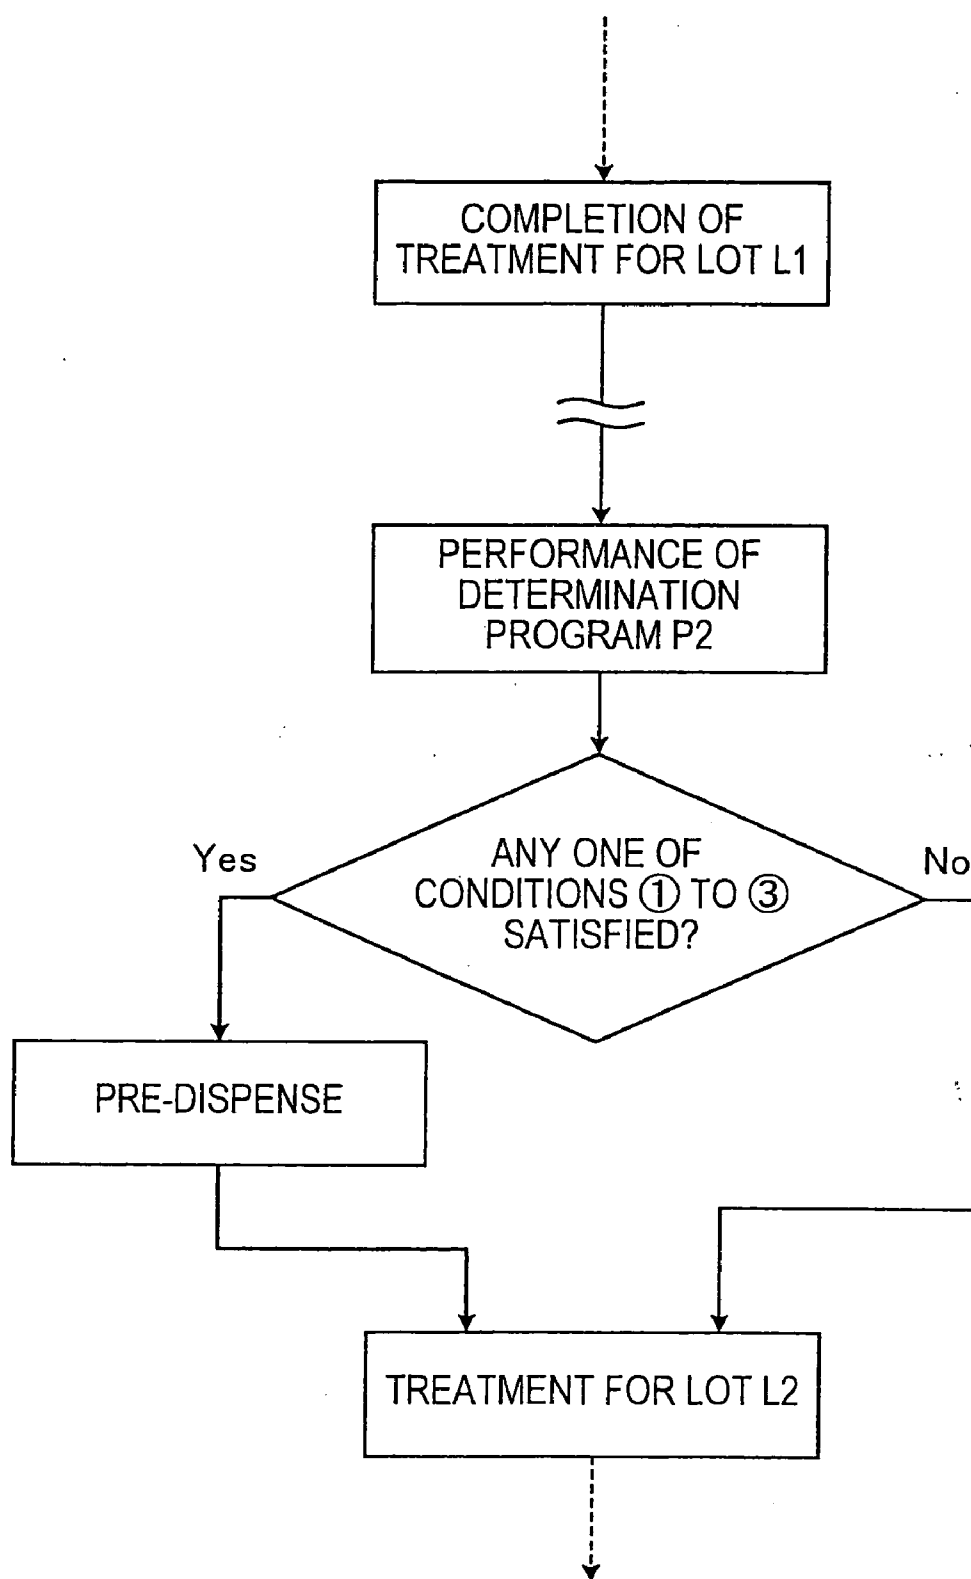 COMPLETION OF
TREATMENT FOR LOT L1
PERFORMANCE OF
DETERMINATION
PROGRAM P2
Yes
ANY ONE OF
CONDITIONS ① TO ③
SATISFIED?
No
PRE-DISPENSE
TREATMENT FOR LOT L2